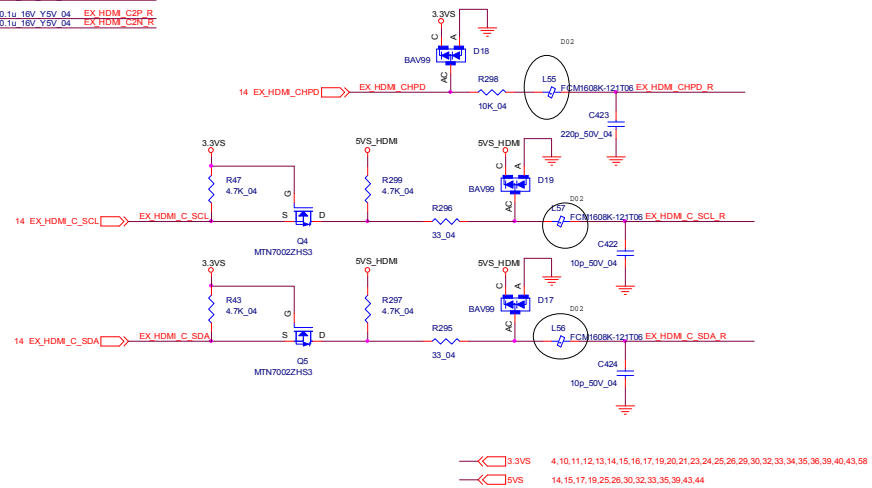 0.1u_16V_Y5V_04 EX_HDMI_C2P_R
0.1u_16V_Y5V_04 EX_HDMI_C2N_R
3.3VS
C A
D18
BAV99
AC
D02
14 EX_HDMI_CHPD EX_HDMI_CHPD
R298
10K_04
L55
FCM1608K-121T06
EX_HDMI_CHPD_R
C423
220p_50V_04
3.3VS
5VS_HDMI
5VS_HDMI
C A
D19
BAV99
AC
R47
4.7K_04
R299
4.7K_04
D02
G
14 EX_HDMI_C_SCL EX_HDMI_C_SCL
S D
Q4
MTN7002ZHS3
R296
33_04
L57
FCM1608K-121T06
EX_HDMI_C_SCL_R
C422
10p_50V_04
3.3VS
5VS_HDMI
5VS_HDMI
C A
D17
BAV99
AC
R43
4.7K_04
R297
4.7K_04
D02
G
14 EX_HDMI_C_SDA EX_HDMI_C_SDA
S D
Q5
MTN7002ZHS3
R295
33_04
L56
FCM1608K-121T06
EX_HDMI_C_SDA_R
C424
10p_50V_04
3.3VS 4,10,11,12,13,14,15,16,17,19,20,21,23,24,25,26,29,30,32,33,34,35,36,39,40,43,58
5VS 14,15,17,19,25,26,30,32,33,35,39,43,44